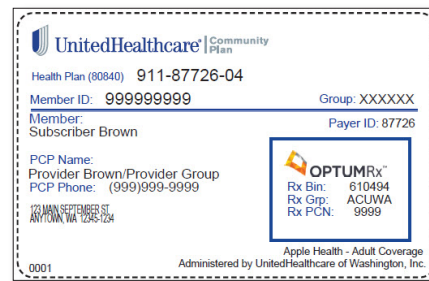 UnitedHealthcare® Community Plan
Health Plan (80840) 911-87726-04
Member ID: 999999999 Group: XXXXXX
Member:
Subscriber Brown
Payer ID: 87726
PCP Name:
Provider Brown/Provider Group
PCP Phone: (999)999-9999
123 MAIN SEPTEMBER ST
ANYTOWN, WA 12345-1234
OPTUMRx™
Rx Bin: 610494
Rx Grp: ACUWA
Rx PCN: 9999
Apple Health - Adult Coverage
0001 Administered by UnitedHealthcare of Washington, Inc.